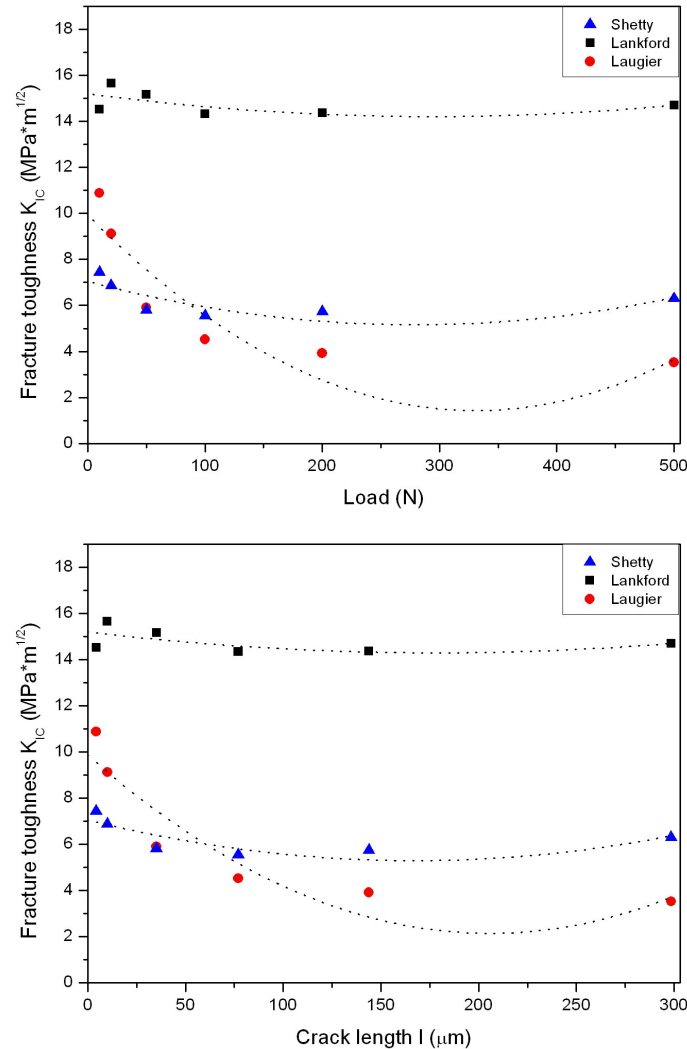 18
16
14
12
10
8
6
4
2
0
Fracture toughness K_IC (MPa*m^1/2)
Shetty
Lankford
Laugier
0 100 200 300 400 500
Load (N)
18
16
14
12
10
8
6
4
2
0
Fracture toughness K_IC (MPa*m^1/2)
Shetty
Lankford
Laugier
0 50 100 150 200 250 300
Crack length l (μm)